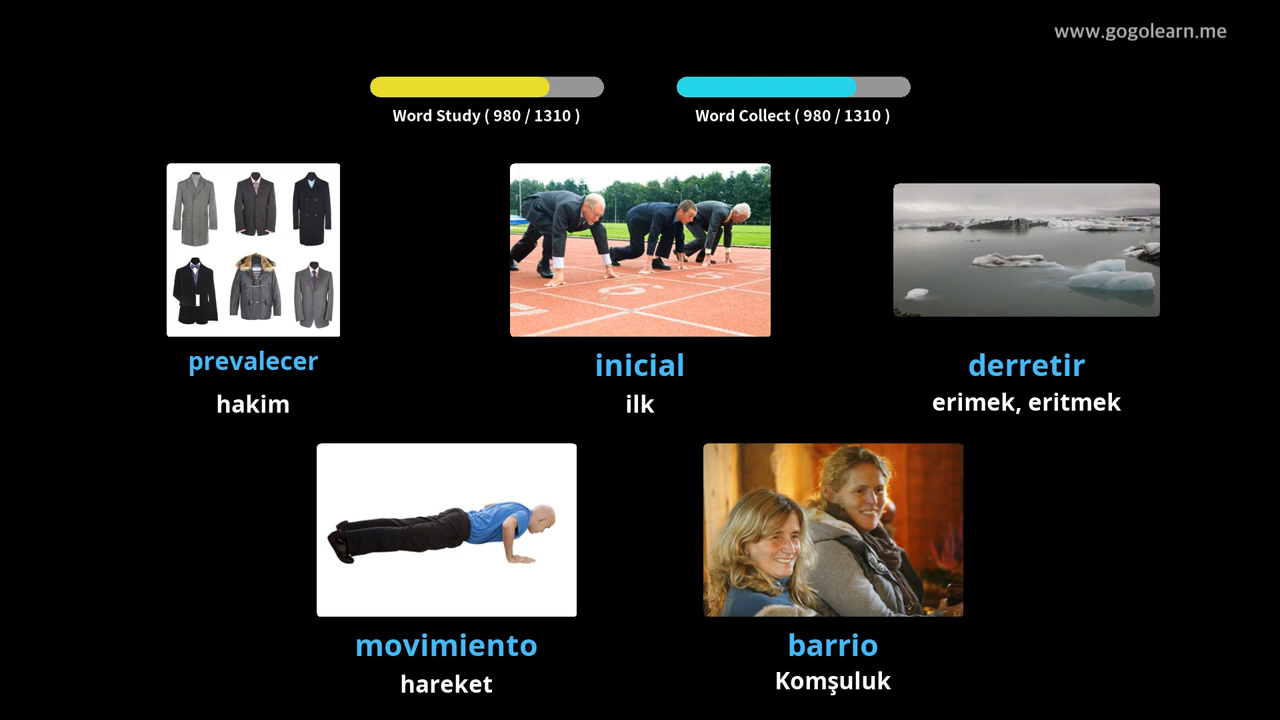 www.gogolearn.me
Word Study ( 980 / 1310 )
Word Collect ( 980 / 1310 )
prevalecer
hakim
inicial
ilk
derretir
erimek, eritmek
movimiento
hareket
barrio
Komşuluk